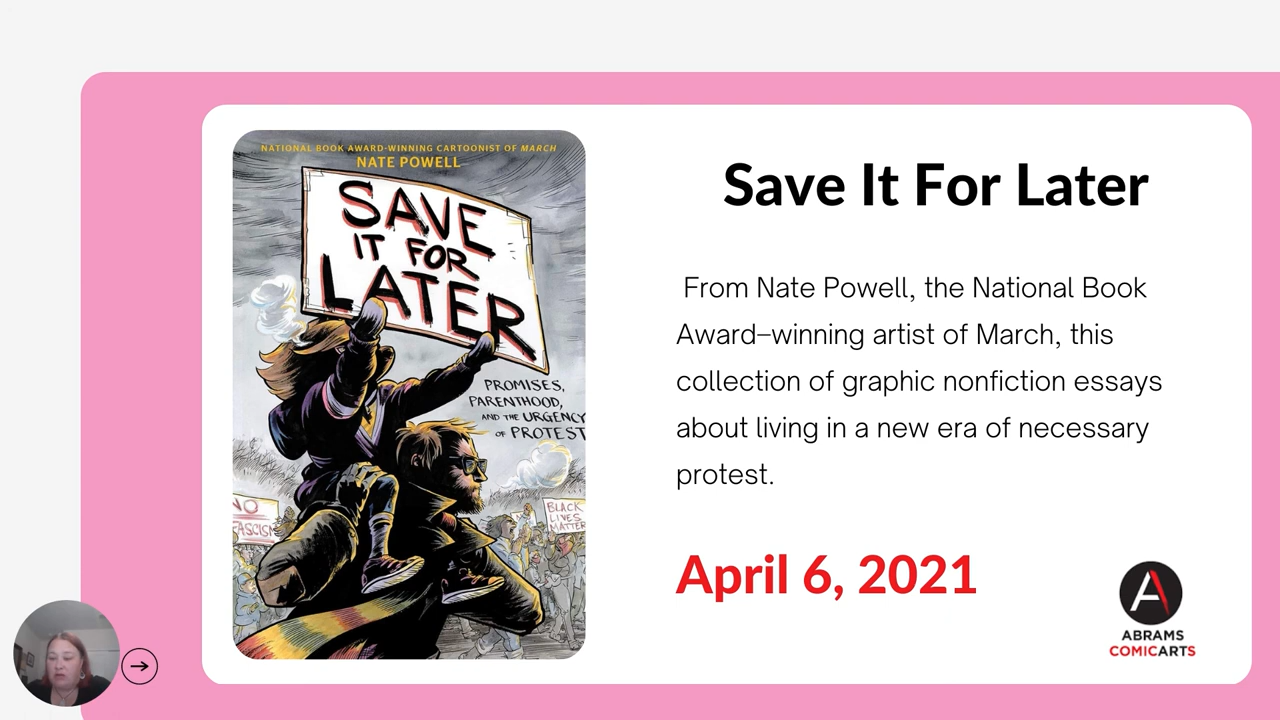 NATIONAL BOOK AWARD-WINNING CARTOONIST OF MARCH
NATE POWELL
SAVE
IT FOR
LATER
PROMISES,
PARENTHOOD,
AND THE URGENCY
OF PROTEST
NO
FASCISM
BLACK
LIVES
MATTER
Save It For Later
From Nate Powell, the National Book
Award–winning artist of March, this
collection of graphic nonfiction essays
about living in a new era of necessary
protest.
April 6, 2021
A
ABRAMS
COMICARTS